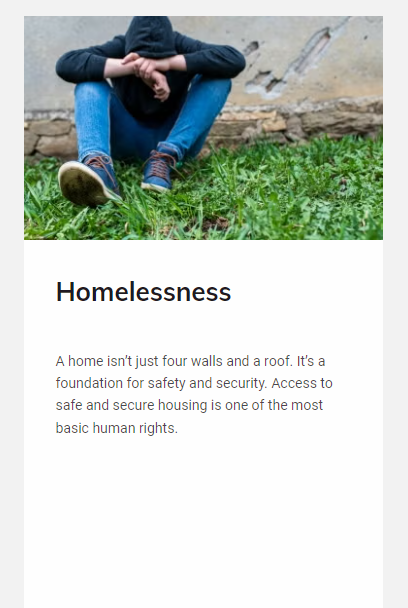 Homelessness
A home isn’t just four walls and a roof. It’s a
foundation for safety and security. Access to
safe and secure housing is one of the most
basic human rights.